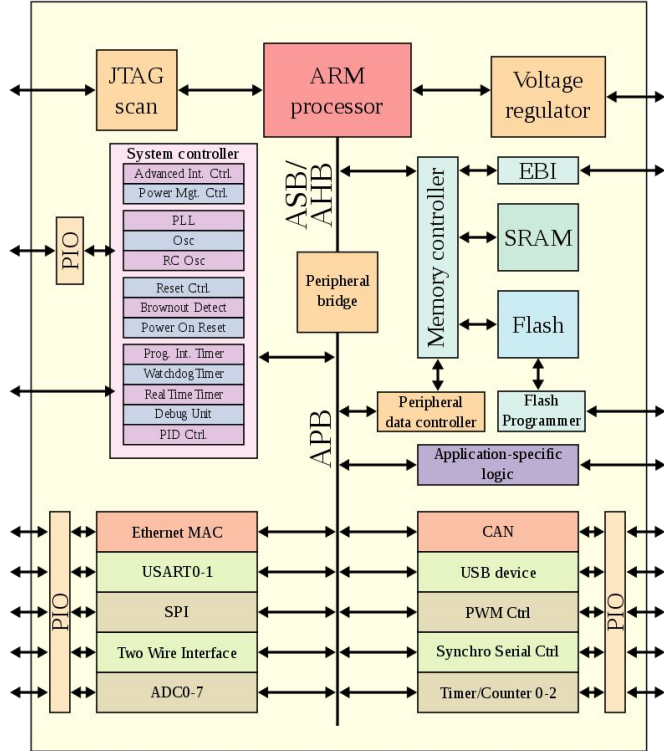 JTAG
scan
ARM
processor
Voltage
regulator
System controller
Advanced Int. Ctrl.
Power Mgt. Ctrl.
PLL
Osc
RC Osc
Reset Ctrl.
Brownout Detect
Power On Reset
Prog. Int. Timer
Watchdog Timer
Real Time Timer
Debug Unit
PID Ctrl.
PIO
ASB/
AHB
Peripheral
bridge
APB
Memory controller
EBI
SRAM
Flash
Peripheral
data controller
Flash
Programmer
Application-specific
logic
PIO
Ethernet MAC
USART0-1
SPI
Two Wire Interface
ADC0-7
CAN
USB device
PWM Ctrl
Synchro Serial Ctrl
Timer/Counter 0-2
PIO